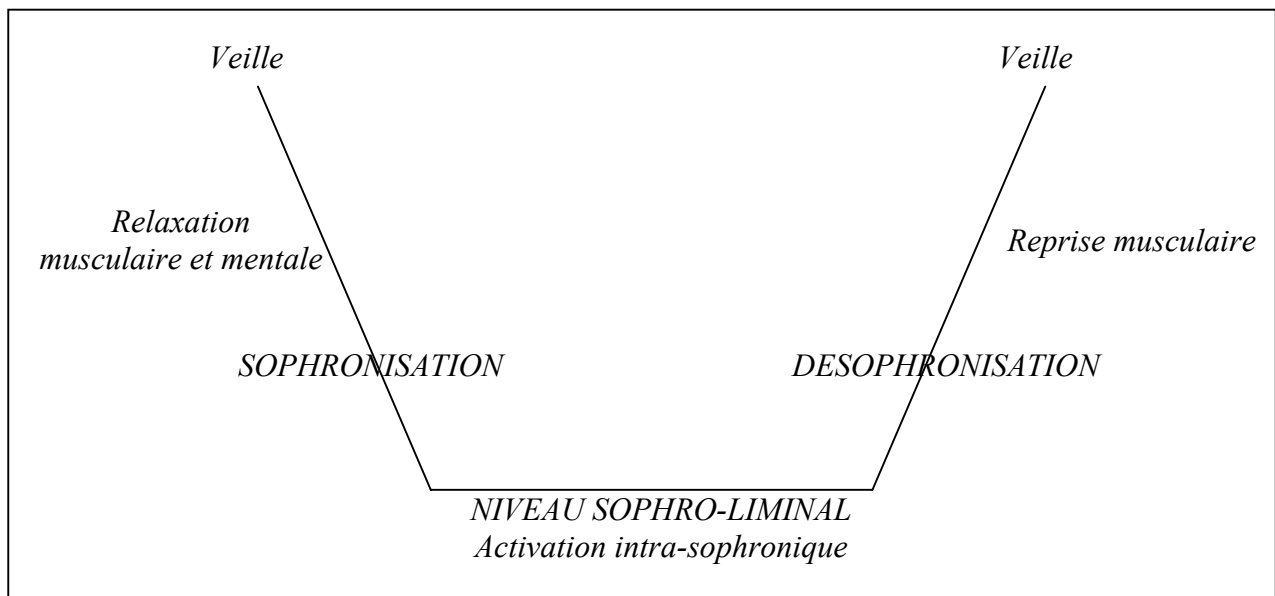 Veille
Veille
Relaxation
musculaire et mentale
Reprise musculaire
SOPHRONISATION
DESOPHRONISATION
NIVEAU SOPHRO-LIMINAL
Activation intra-sophronique